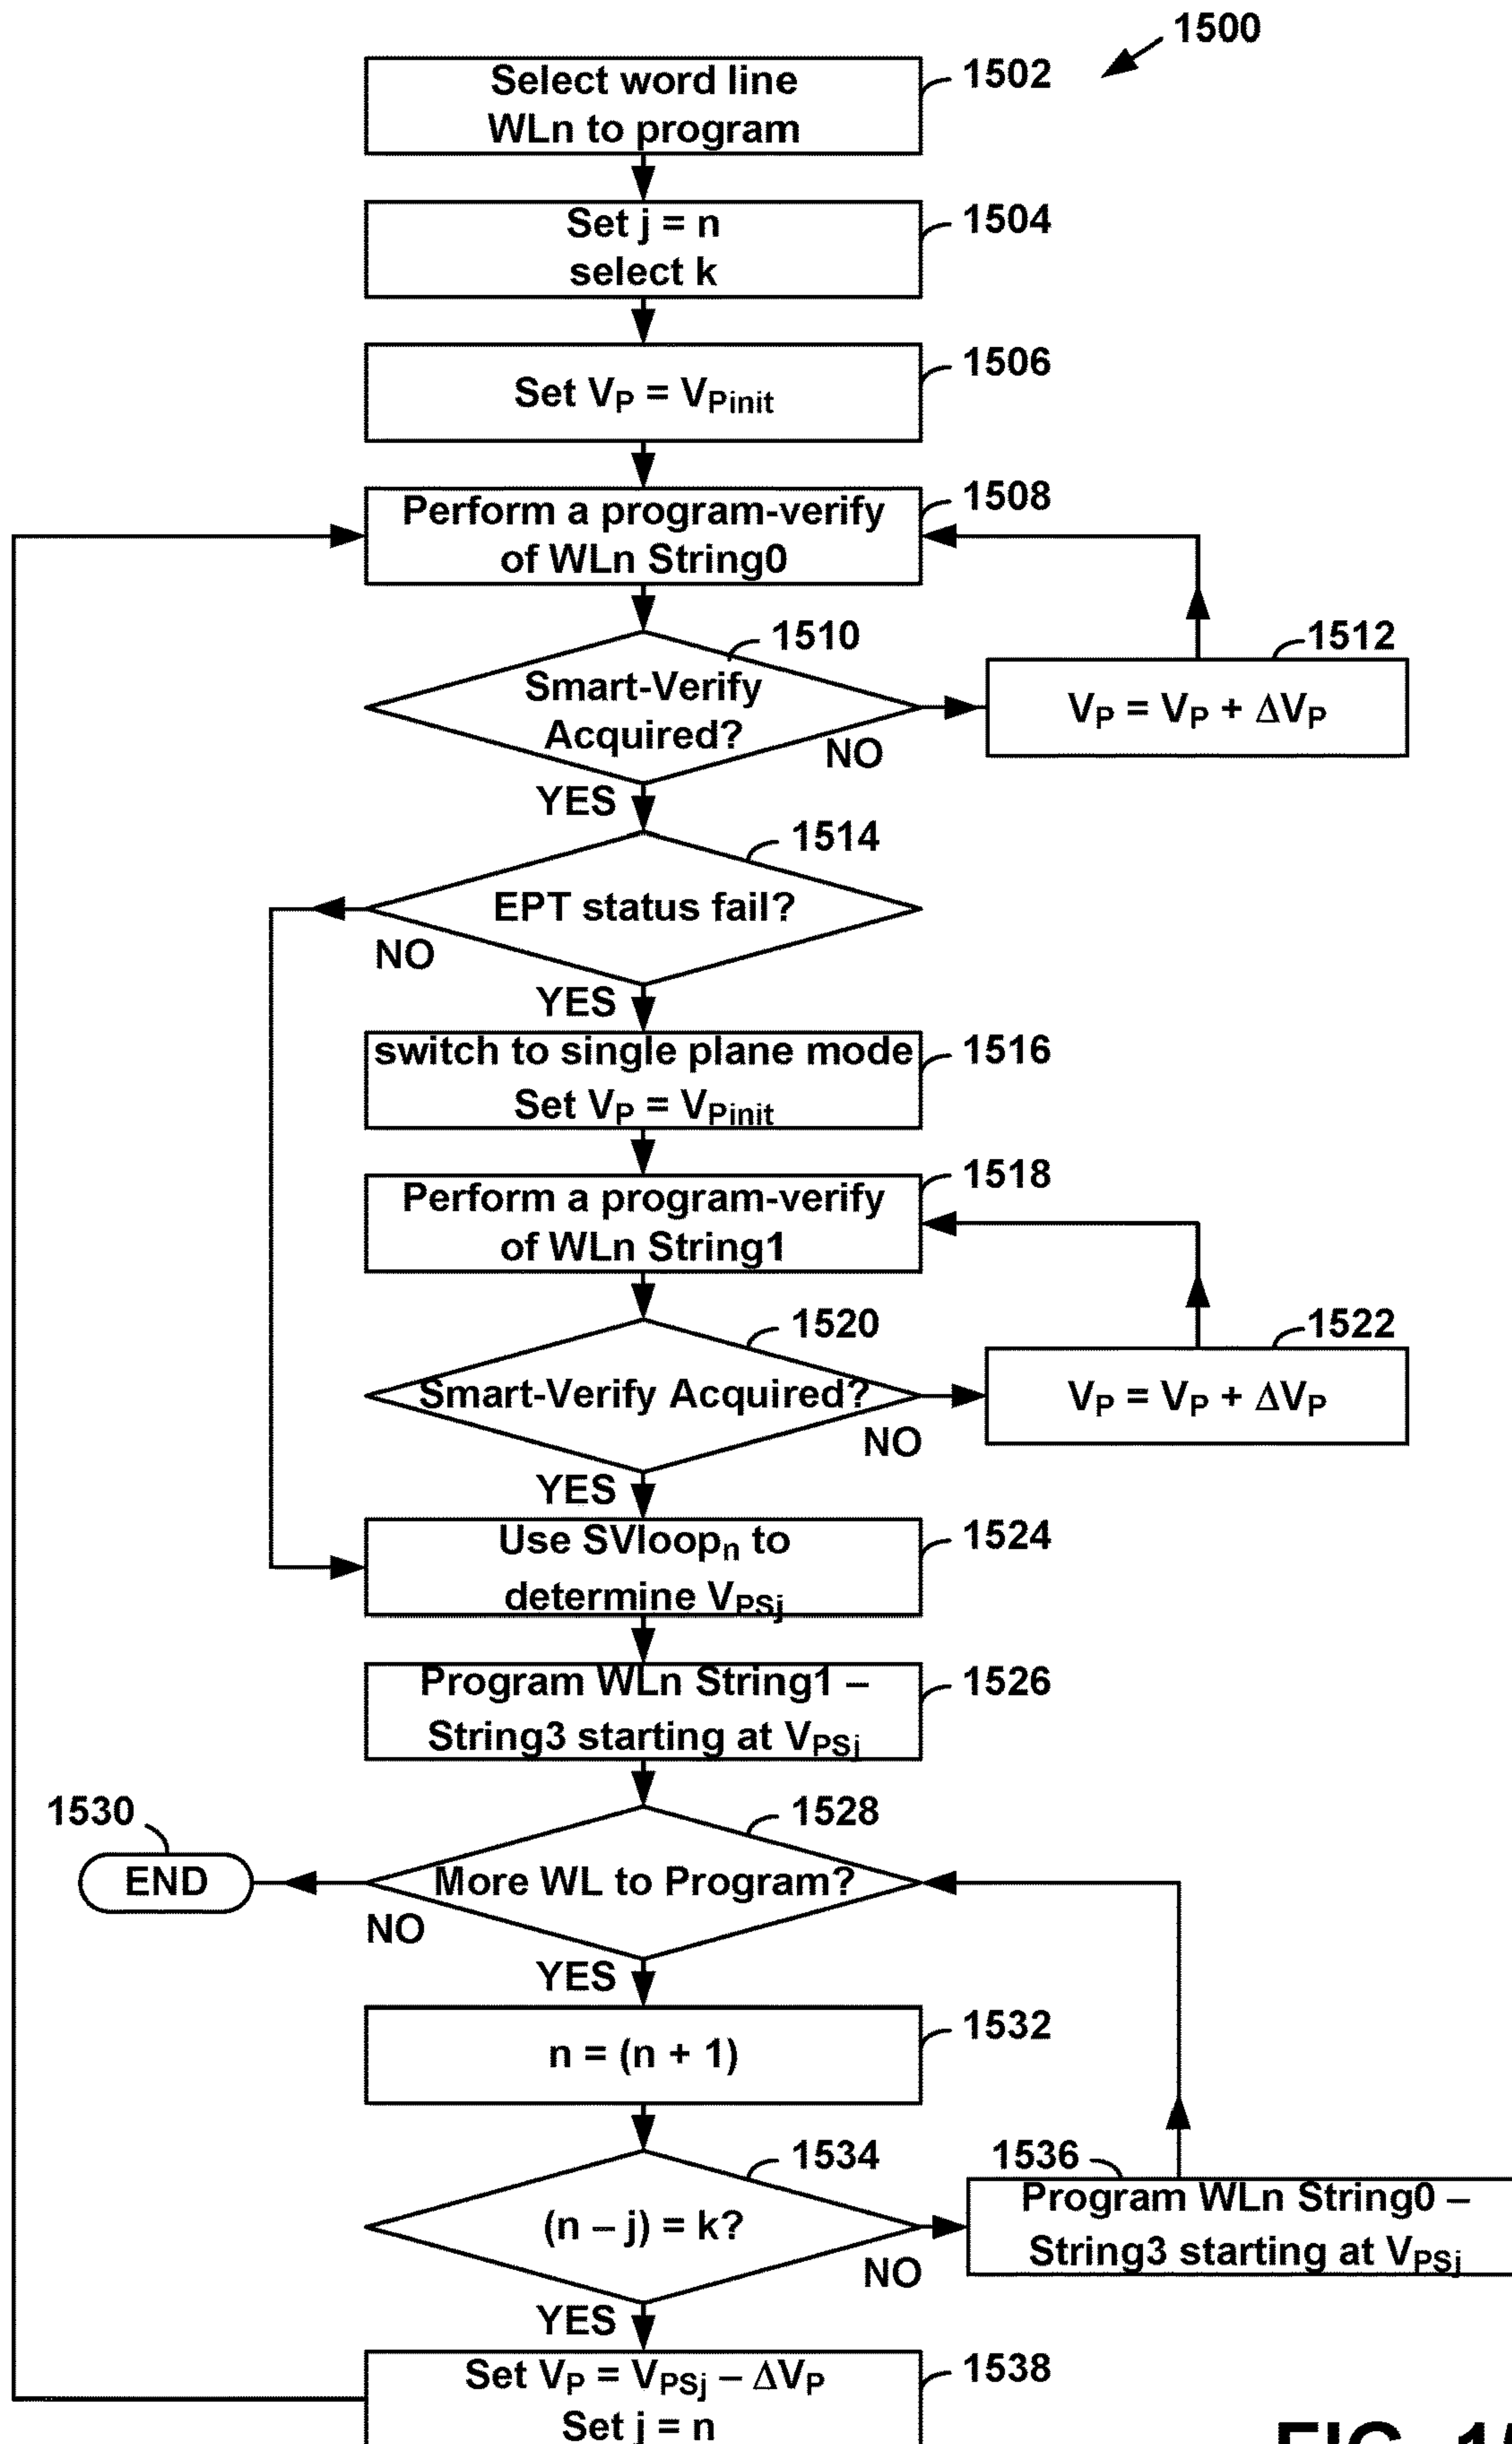 1500
Select word line
WLn to program
1502
Set j = n
select k
1504
Set VP = VPinit
1506
Perform a program-verify
of WLn String0
1508
Smart-Verify
Acquired?
1510
NO
VP = VP + ΔVP
1512
YES
EPT status fail?
1514
NO
YES
switch to single plane mode
Set VP = VPinit
1516
Perform a program-verify
of WLn String1
1518
Smart-Verify Acquired?
1520
NO
VP = VP + ΔVP
1522
YES
Use SVloopn to
determine VPSj
1524
Program WLn String1 –
String3 starting at VPSj
1526
More WL to Program?
1528
1530
END
NO
YES
n = (n + 1)
1532
(n – j) = k?
1534
NO
1536
Program WLn String0 –
String3 starting at VPSj
YES
Set VP = VPSj – ΔVP
Set j = n
1538